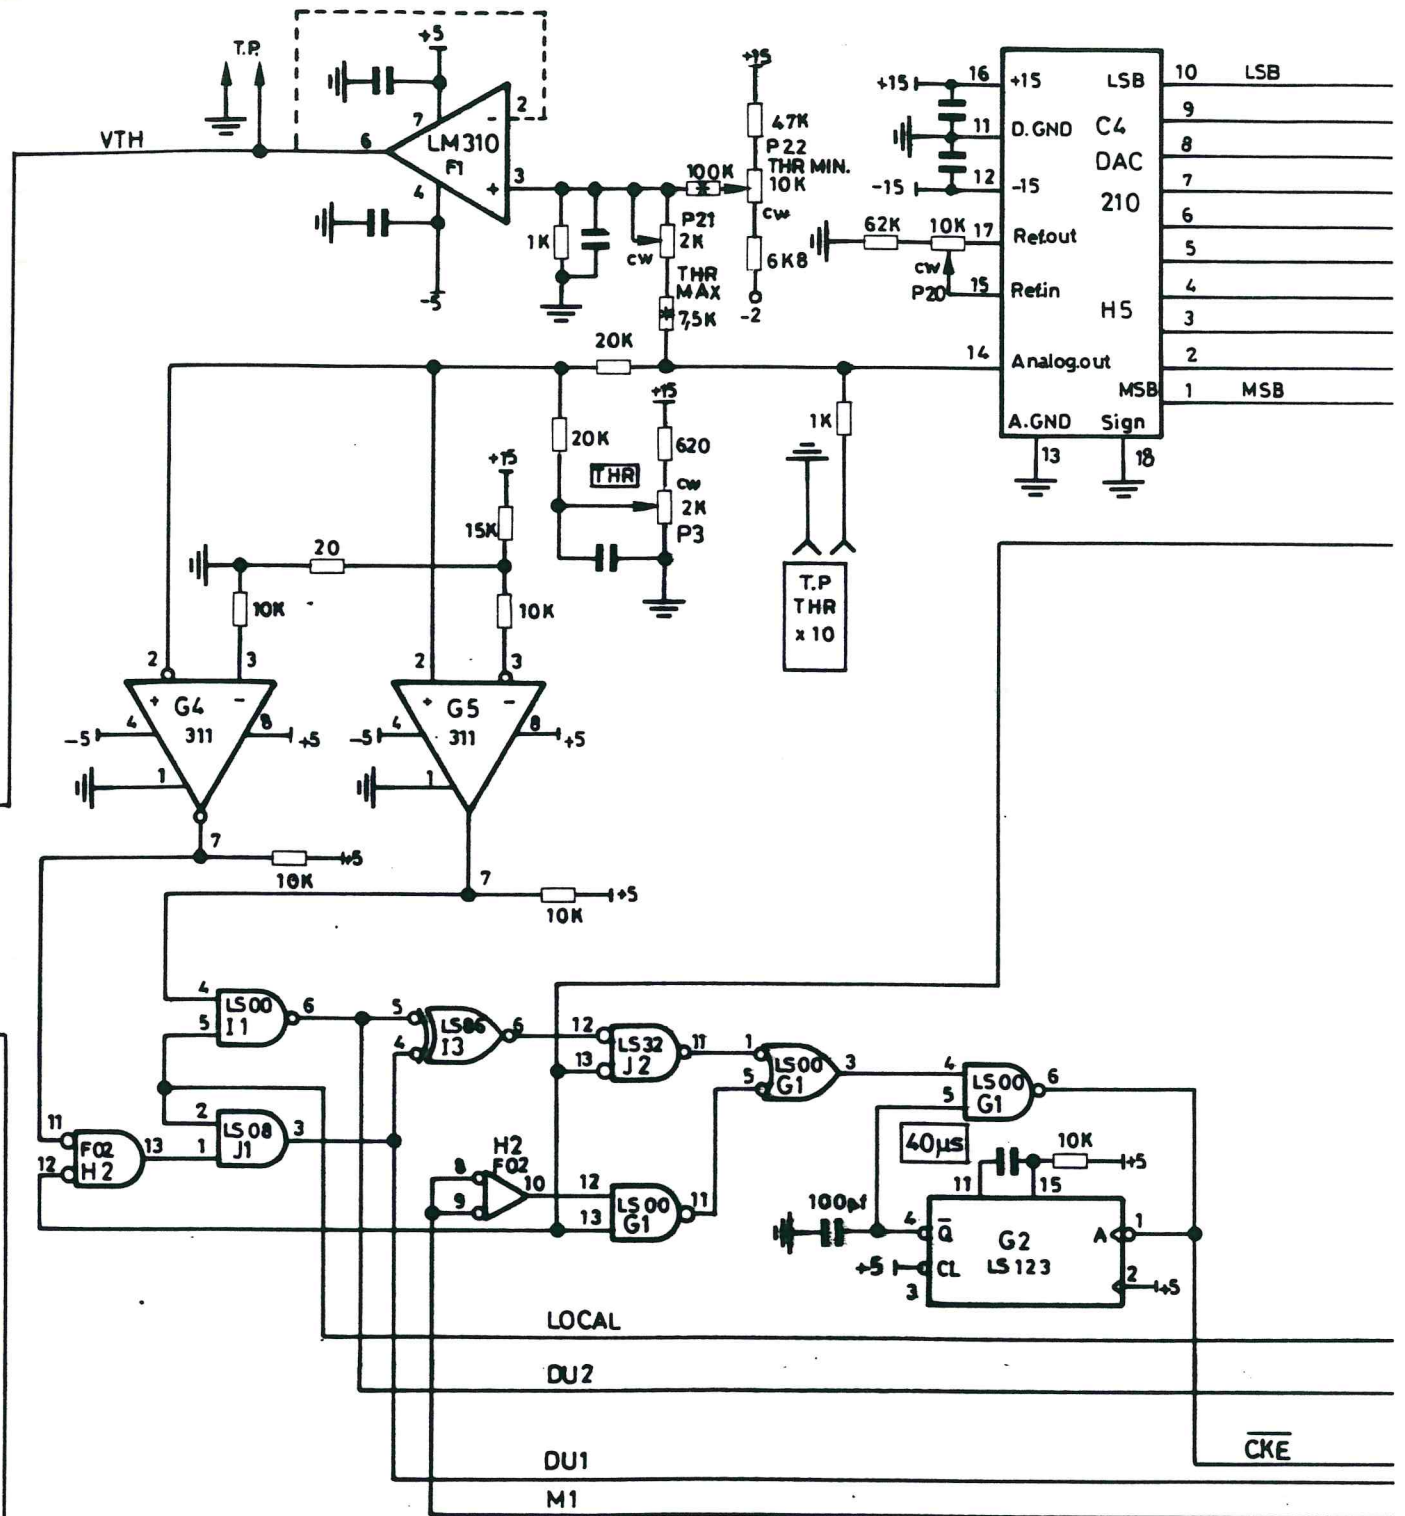 T.P.
VTH
+5
7
2
-
6
LM310
F1
4
+
3
-5
+15
47K
P22
THR MIN.
10K
100K
cw
6K8
-2
1K
P21
2K
cw
THR
MAX
7,5K
+15
16
+15
LSB
10
LSB
11
D.GND
C4
9
DAC
8
-15
12
-15
210
7
6
62K
10K
17
Ref.out
5
cw
P20
15
Ref.in
4
H5
3
14
Analog.out
2
MSB
1
MSB
A.GND
Sign
13
18
20K
20K
+15
620
THR
cw
2K
P3
1K
T.P
THR
x 10
+15
15K
20
10K
10K
2
3
+
-
G4
311
4
-5
8
+5
1
7
10K
+5
2
3
+
-
G5
311
4
-5
8
+5
1
7
10K
+5
4
5
LS00
I1
6
5
4
LS86
I3
6
12
13
LS32
J2
11
1
5
LS00
G1
3
4
5
LS00
G1
6
11
12
F02
H2
13
2
1
LS08
J1
3
H2
F02
8
9
10
12
13
LS00
G1
11
40µs
10K
+5
11
15
100pf
4
Q
G2
LS123
A
1
+5
CL
3
2
+5
LOCAL
DU2
DU1
M1
CKE